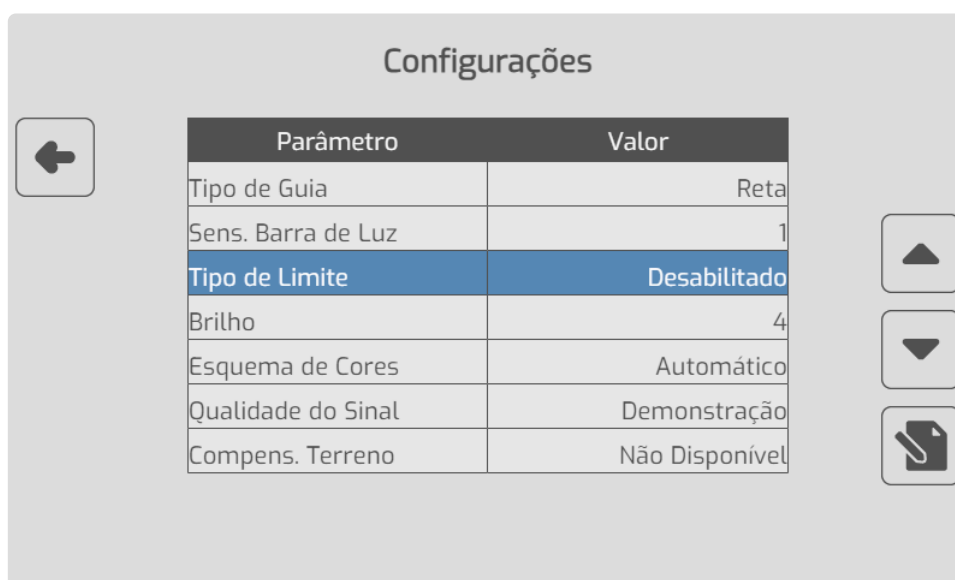 Configurações
Parâmetro Valor
Tipo de Guia Reta
Sens. Barra de Luz 1
Tipo de Limite Desabilitado
Brilho 4
Esquema de Cores Automático
Qualidade do Sinal Demonstração
Compens. Terreno Não Disponível